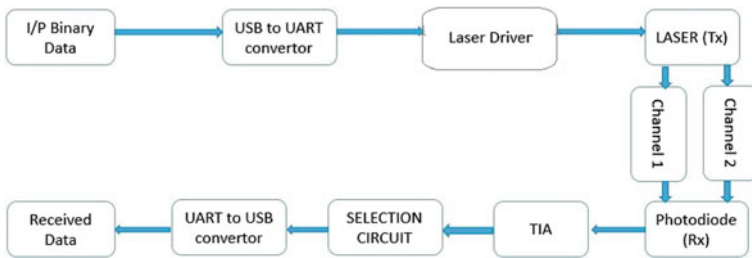 I/P Binary
Data
USB to UART
convertor
Laser Driver
LASER (Tx)
Channel 1
Channel 2
Photodiode
(Rx)
TIA
SELECTION
CIRCUIT
UART to USB
convertor
Received
Data